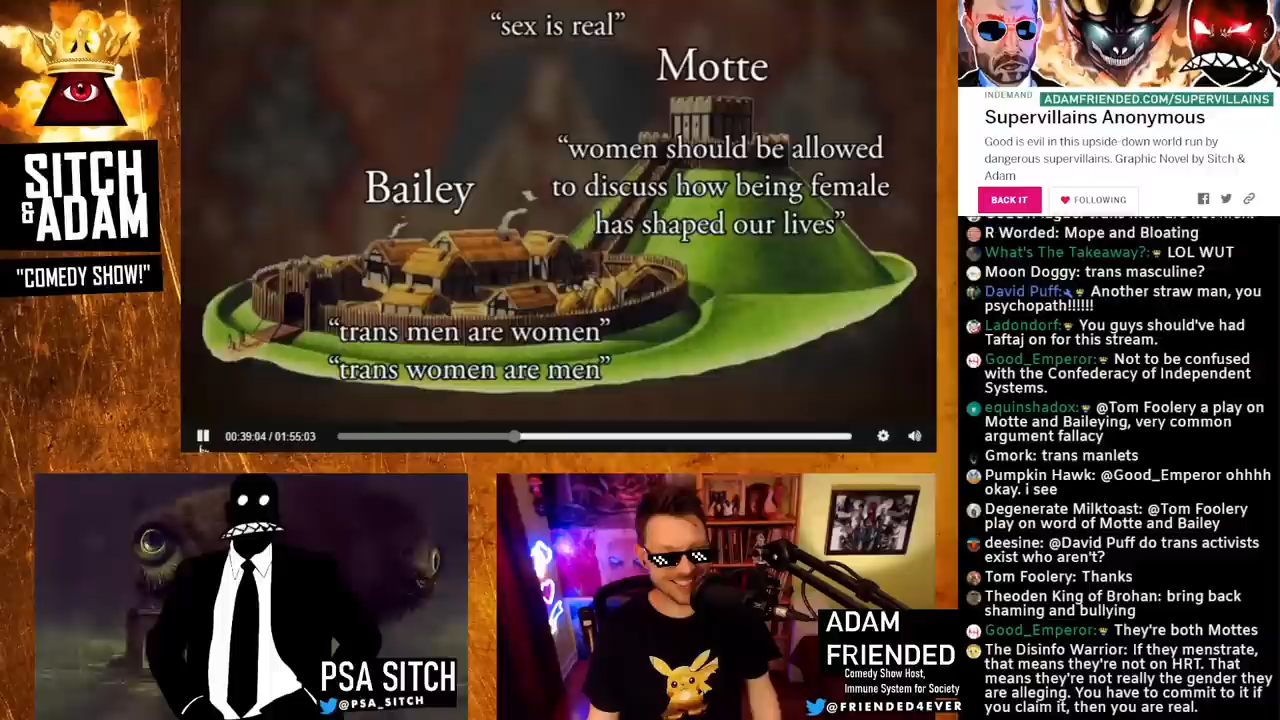 "sex is real"
Motte
"women should be allowed
to discuss how being female
has shaped our lives"
Bailey
"trans men are women"
"trans women are men"
00:39:04 / 01:55:03
SITCH
& ADAM
"COMEDY SHOW!"
PSA SITCH
@PSA_SITCH
ADAM
FRIENDED
Comedy Show Host,
Immune System for Society
@FRIENDED4EVER
INDEMAND
ADAMFRIENDED.COM/SUPERVILLAINS
Supervillains Anonymous
Good is evil in this upside-down world run by
dangerous supervillains. Graphic Novel by Sitch &
Adam
BACK IT
FOLLOWING
R Worded: Mope and Bloating
What's The Takeaway?: LOL WUT
Moon Doggy: trans masculine?
David Puff: Another straw man, you
psychopath!!!!!!
Ladondorf: You guys should've had
Taftaj on for this stream.
Good_Emperor: Not to be confused
with the Confederacy of Independent
Systems.
equinshadox: @Tom Foolery a play on
Motte and Baileying, very common
argument fallacy
Gmork: trans manlets
Pumpkin Hawk: @Good_Emperor ohhhh
okay. i see
Degenerate Milktoast: @Tom Foolery
play on word of Motte and Bailey
deesine: @David Puff do trans activists
exist who aren't?
Tom Foolery: Thanks
Theoden King of Brohan: bring back
shaming and bullying
Good_Emperor: They're both Mottes
The Disinfo Warrior: If they menstrate,
that means they're not on HRT. That
means they're not really the gender they
are alleging. You have to commit to it if
you claim it, then you are real.